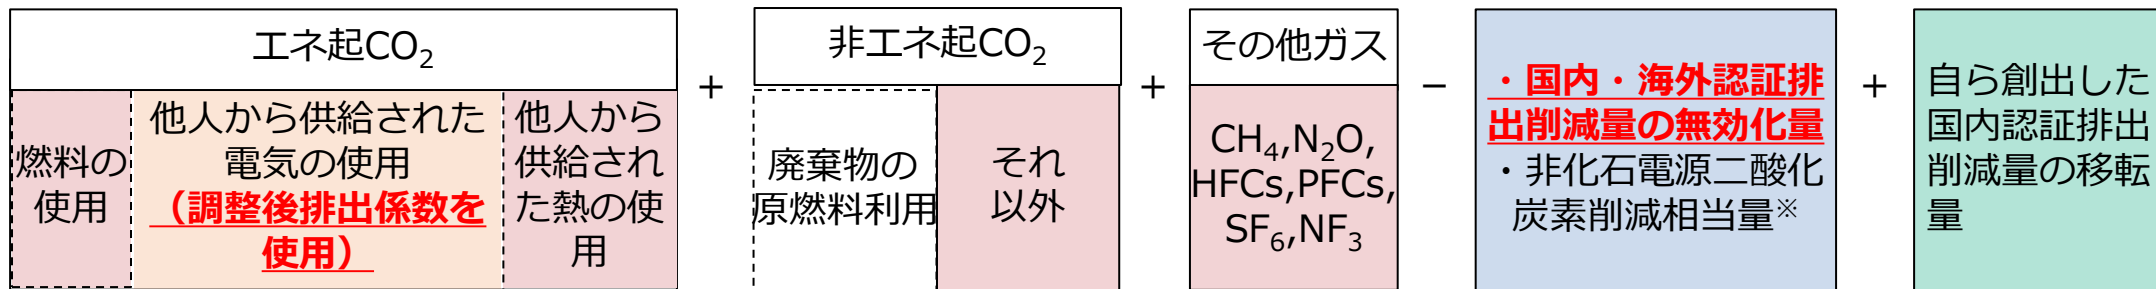 エネ起CO₂
燃料の
使用
他人から供給された
電気の使用
（調整後排出係数を
使用）
他人から
供給され
た熱の使
用
+
非エネ起CO₂
廃棄物の
原燃料利用
それ
以外
+
その他ガス
CH₄,N₂O,
HFCs,PFCs,
SF₆,NF₃
−
・国内・海外認証排
出削減量の無効化量
・非化石電源二酸化
炭素削減相当量※
+
自ら創出した
国内認証排出
削減量の移転
量